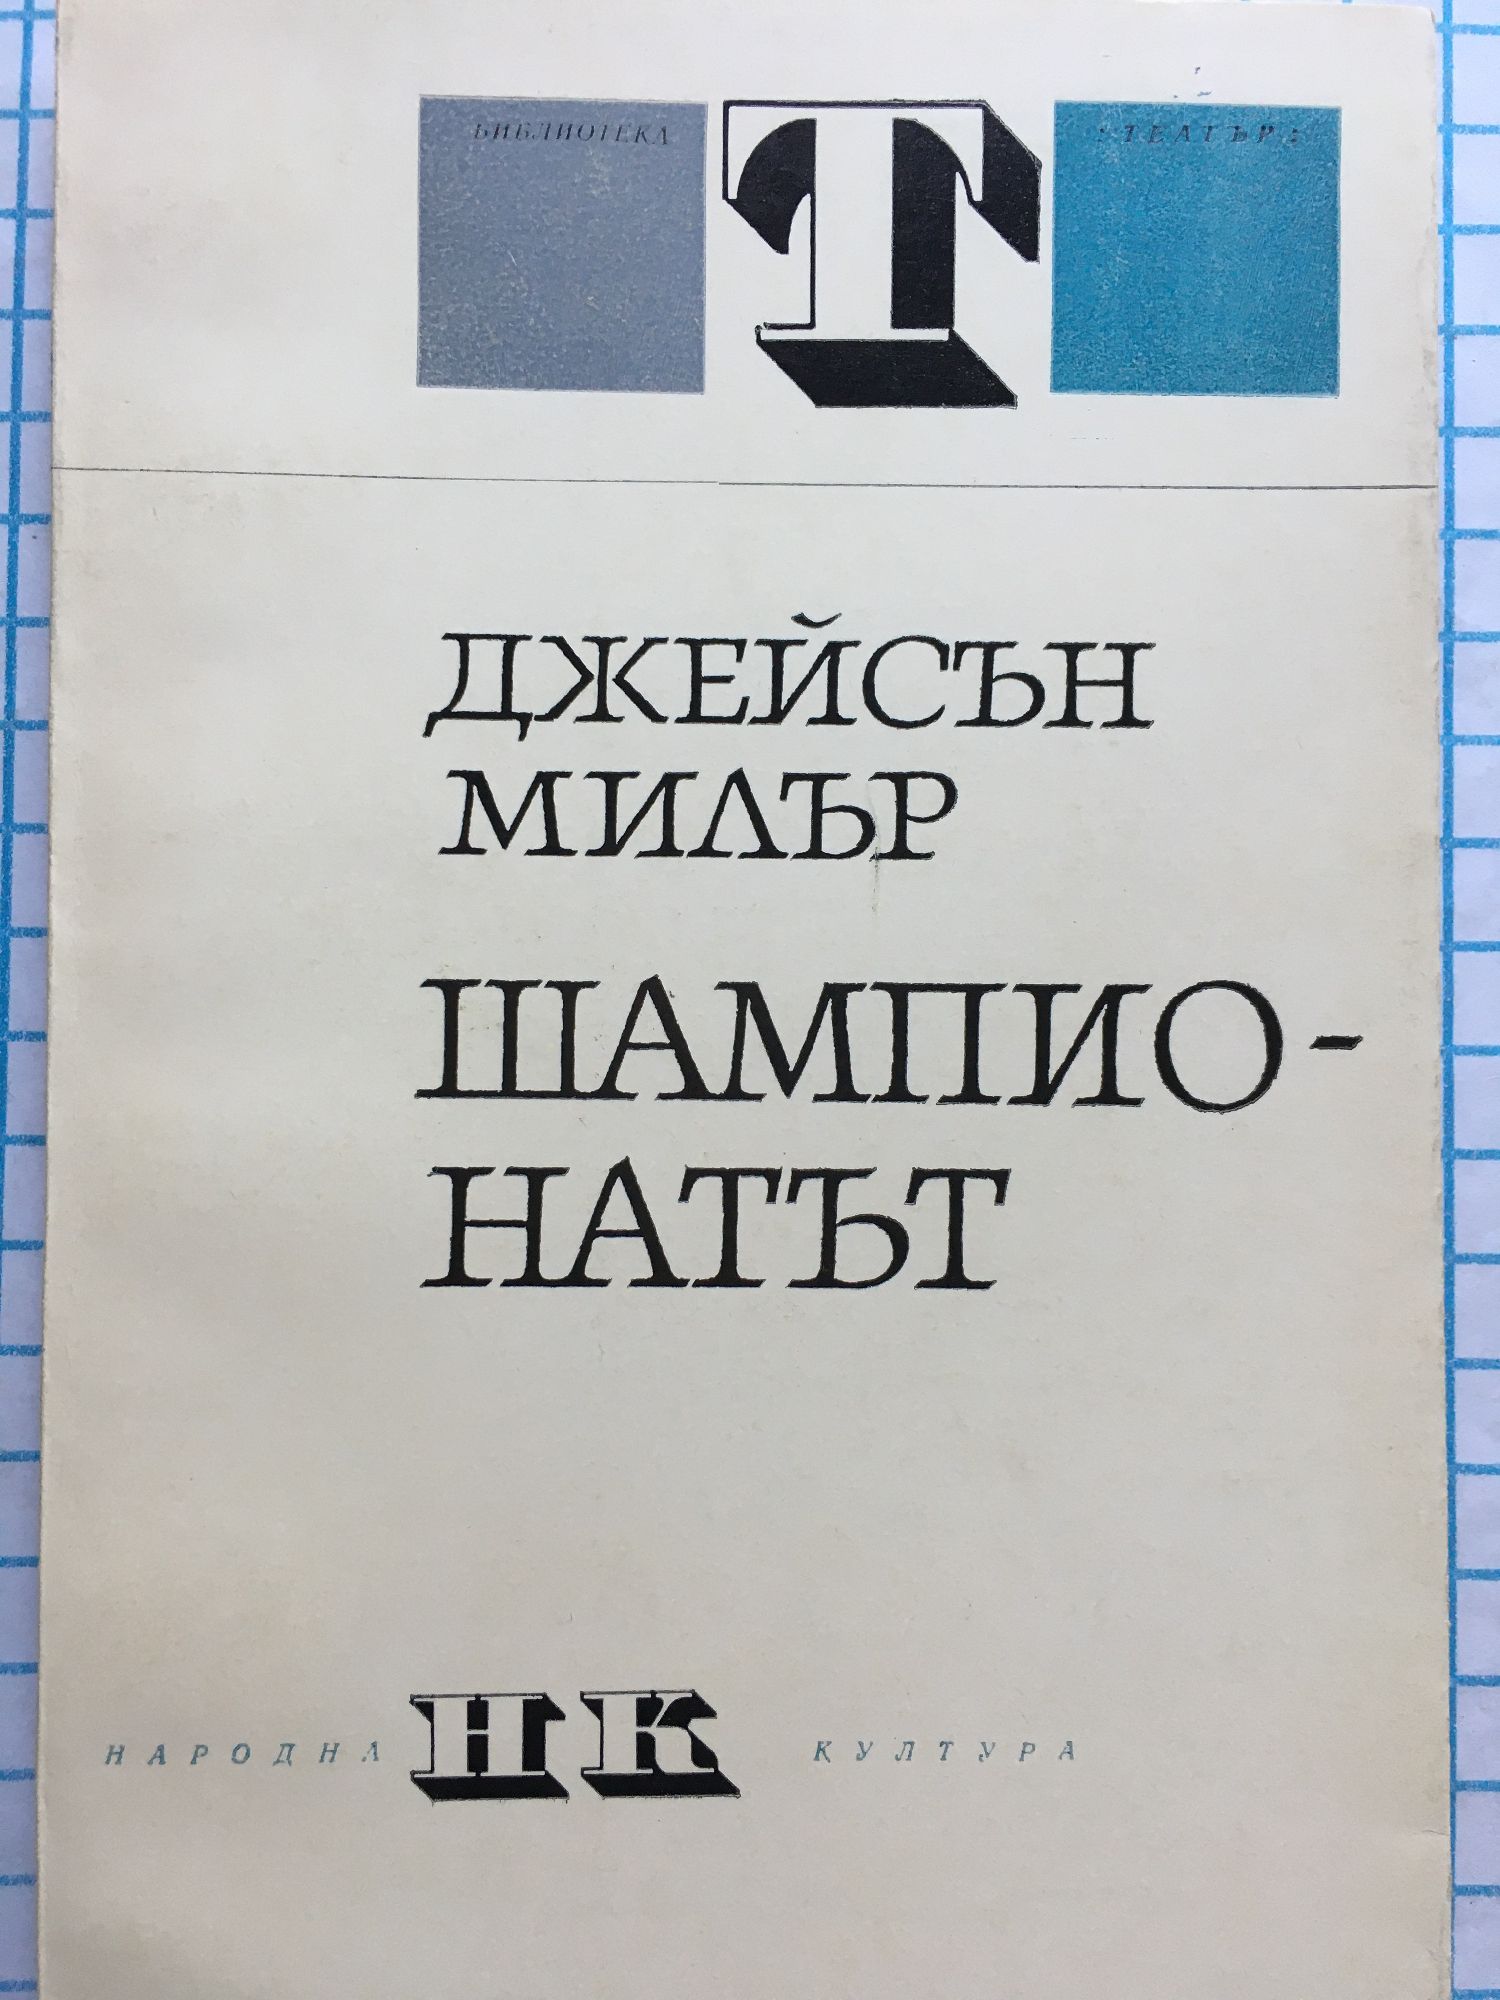 БИБЛИОТЕКА Т :ТЕАТЪР:
ДЖЕЙСЪН
МИЛЪР
ШАМПИО-
НАТЪТ
НАРОДНА НК КУЛТУРА